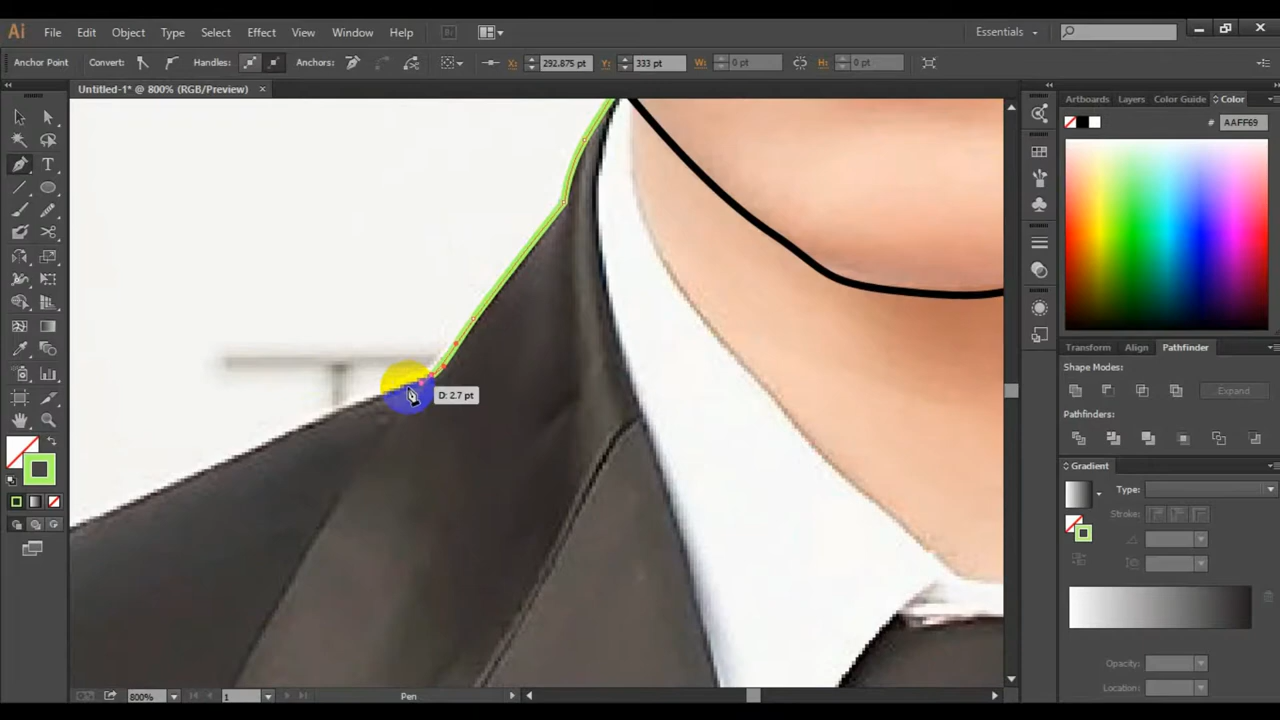 Ai File Edit Object Type Select Effect View Window Help Br Essentials
Anchor Point Convert: Handles: Anchors: X: 292.875 pt Y: 333 pt W: 0 pt H: 0 pt
Untitled-1* @ 800% (RGB/Preview) ×
Artboards Layers Color Guide Color
# AAFF69
T
Transform Align Pathfinder
Shape Modes:
Expand
D: 2.7 pt
Pathfinders:
Gradient
Type:
Stroke:
Opacity:
Location:
800% 1 Pen